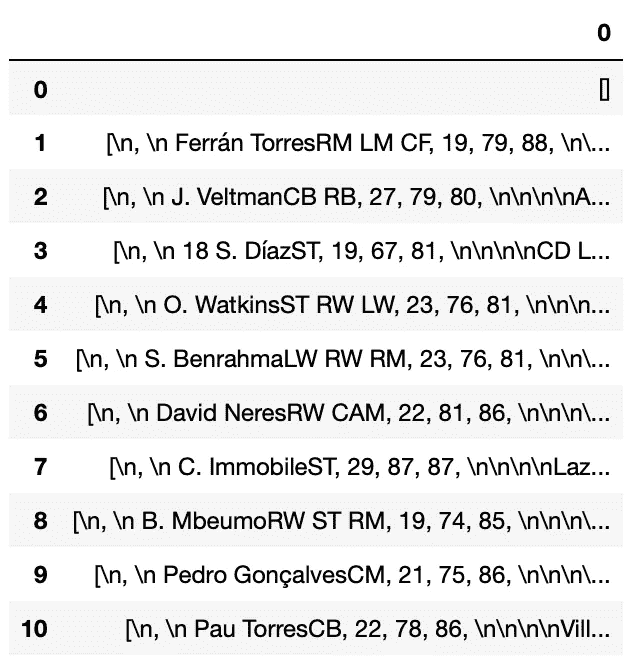 0
0 []
1 [\n, \n Ferrán TorresRM LM CF, 19, 79, 88, \n\...
2 [\n, \n J. VeltmanCB RB, 27, 79, 80, \n\n\n\nA...
3 [\n, \n 18 S. DíazST, 19, 67, 81, \n\n\n\nCD L...
4 [\n, \n O. WatkinsST RW LW, 23, 76, 81, \n\n\n...
5 [\n, \n S. BenrahmaLW RW RM, 23, 76, 81, \n\n\...
6 [\n, \n David NeresRW CAM, 22, 81, 86, \n\n\n\...
7 [\n, \n C. ImmobileST, 29, 87, 87, \n\n\n\nLaz...
8 [\n, \n B. MbeumoRW ST RM, 19, 74, 85, \n\n\n\...
9 [\n, \n Pedro GonçalvesCM, 21, 75, 86, \n\n\n\...
10 [\n, \n Pau TorresCB, 22, 78, 86, \n\n\n\nVill...